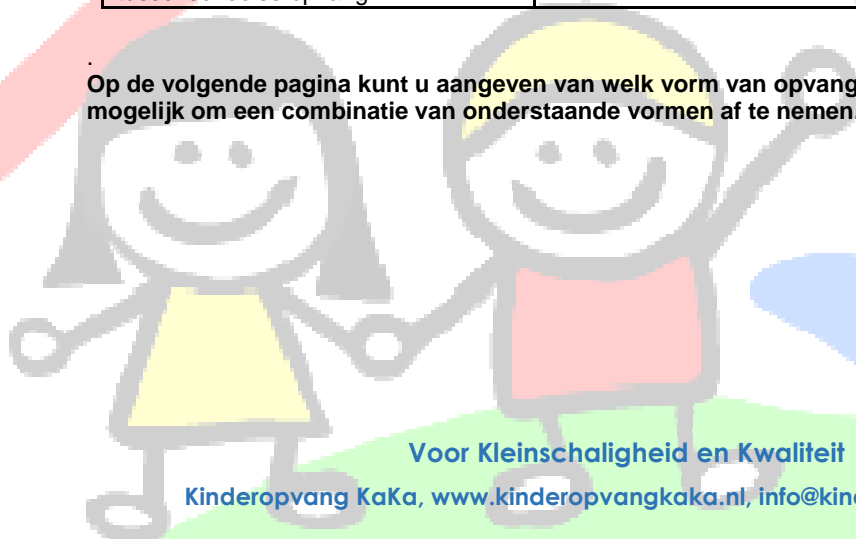 .
Op de volgende pagina kunt u aangeven van welk vorm van opvang
mogelijk om een combinatie van onderstaande vormen af te nemen.
Voor Kleinschaligheid en Kwaliteit
Kinderopvang KaKa, www.kinderopvangkaka.nl, info@kin